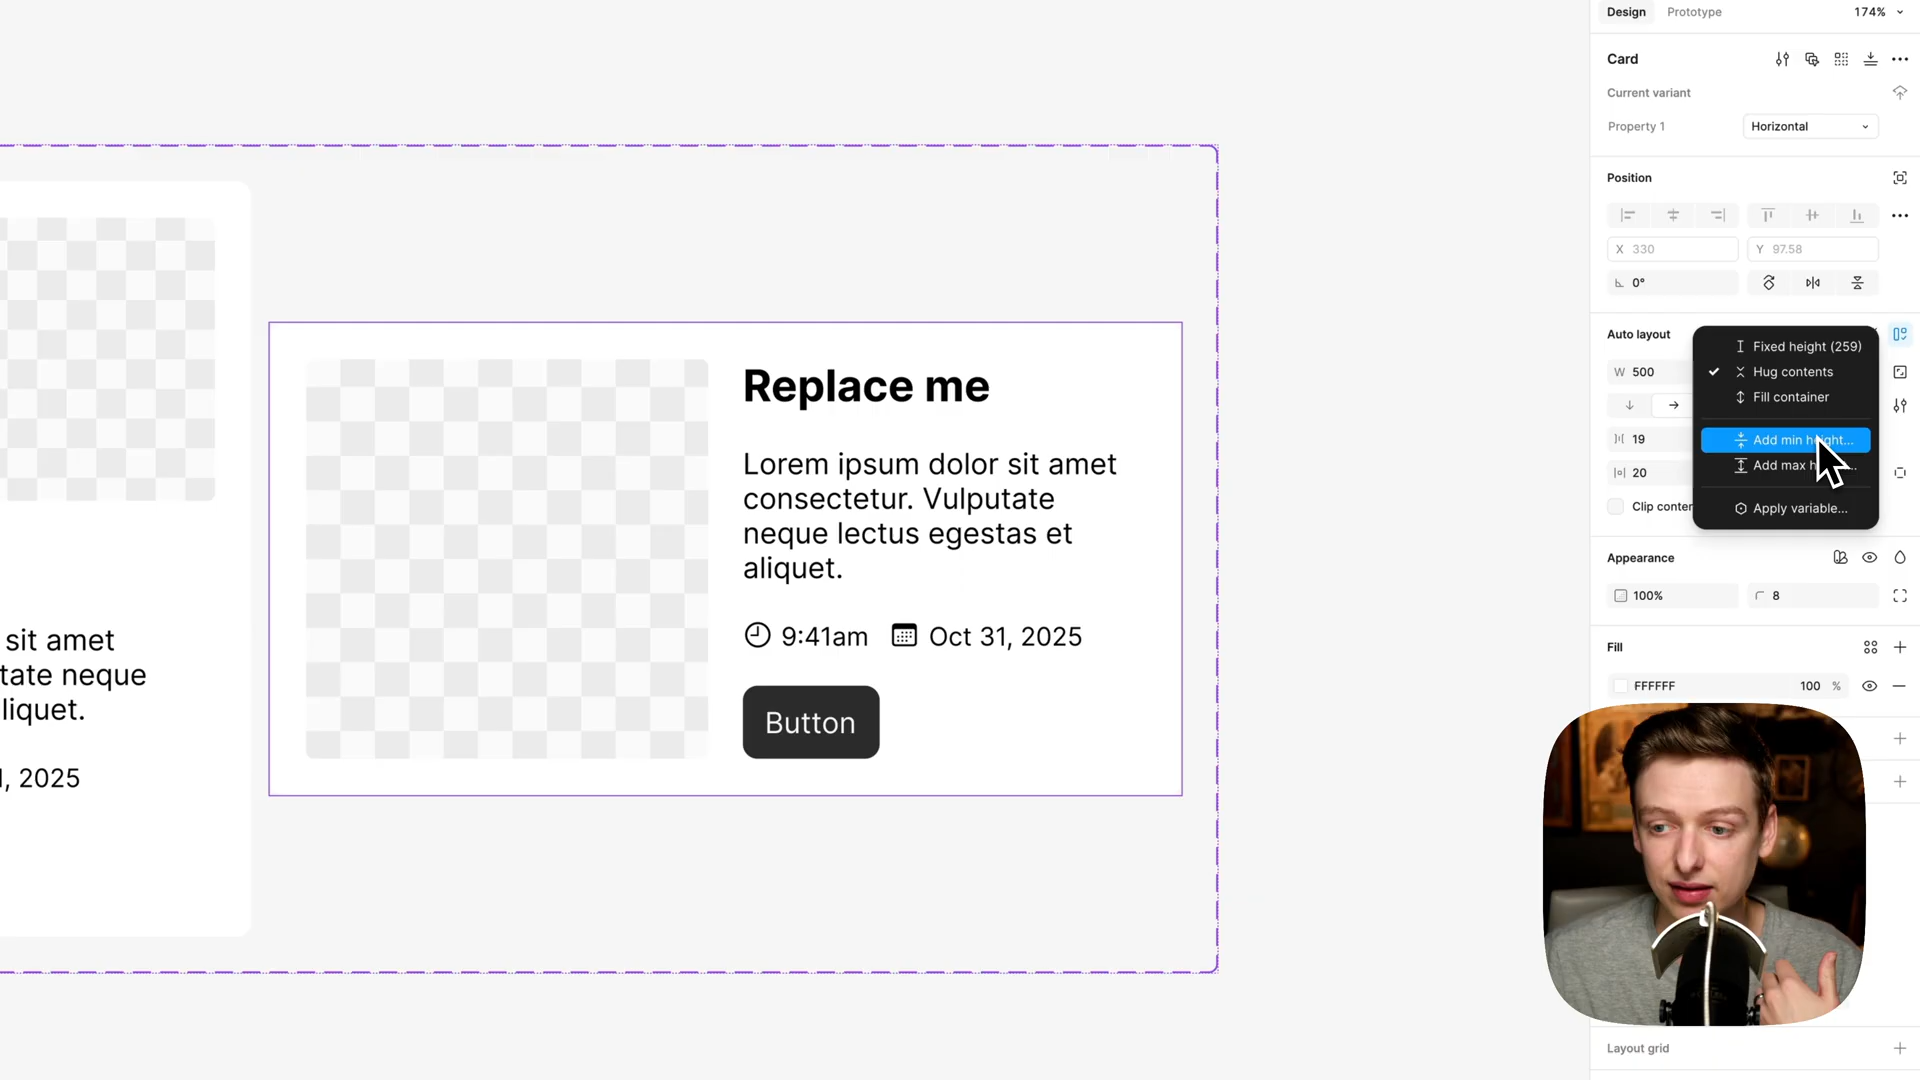 Design Prototype 174%
Card
Current variant
Property 1 Horizontal
Position
X 330 Y 97.58
0°
Auto layout
Fixed height (259)
W 500
Hug contents
Fill container
19
Add min height...
20
Add max
Clip conten
Apply variable...
Appearance
100% 8
Fill
FFFFFF 100 %
Layout grid
Replace me
Lorem ipsum dolor sit amet
consectetur. Vulputate
neque lectus egestas et
aliquet.
9:41am Oct 31, 2025
Button
sit amet
tate neque
liquet.
1, 2025